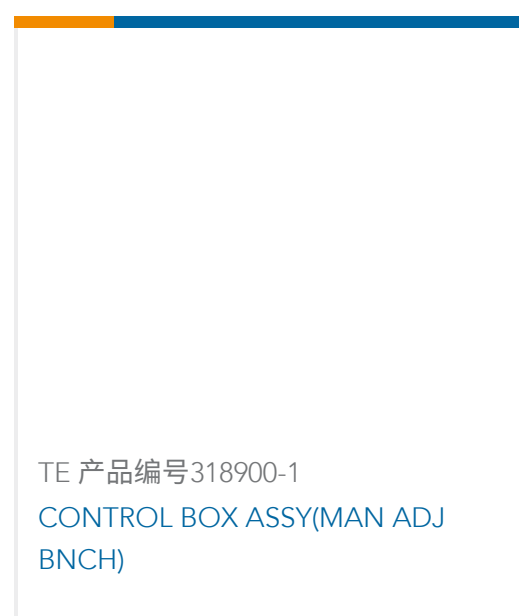 TE 产品编号318900-1
CONTROL BOX ASSY(MAN ADJ
BNCH)